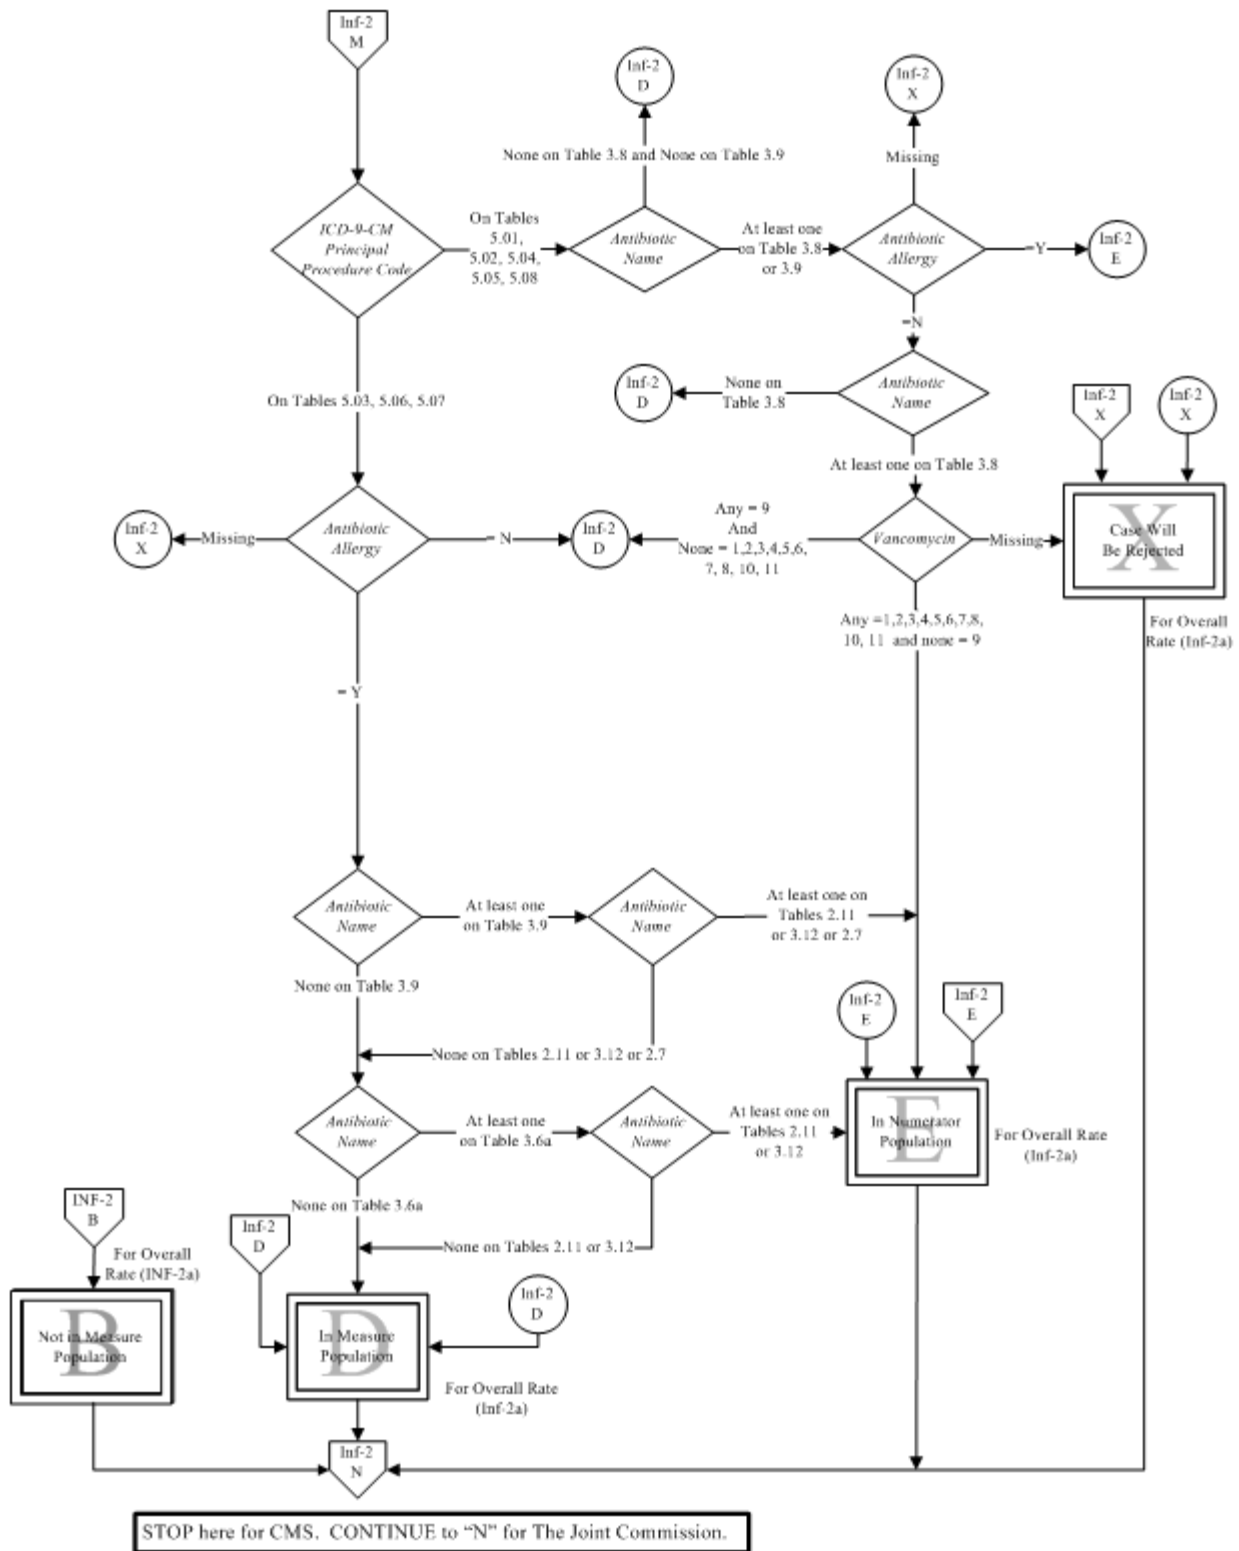 Inf-2
M
Inf-2
D
Inf-2
X
None on Table 3.8 and None on Table 3.9
Missing
ICD-9-CM
Principal
Procedure Code
On Tables
5.01,
5.02, 5.04,
5.05, 5.08
Antibiotic
Name
At least one
on Table 3.8
or 3.9
Antibiotic
Allergy
=Y
Inf-2
E
=N
On Tables 5.03, 5.06, 5.07
Inf-2
D
None on
Table 3.8
Antibiotic
Name
Inf-2
X
Inf-2
X
At least one on Table 3.8
Inf-2
X
Missing
Antibiotic
Allergy
= N
Inf-2
D
Any = 9
And
None = 1,2,3,4,5,6,
7, 8, 10, 11
Vancomycin
Missing
X
Case Will
Be Rejected
Any =1,2,3,4,5,6,7,8,
10, 11 and none = 9
For Overall
Rate (Inf-2a)
= Y
Antibiotic
Name
At least one
on Table 3.9
Antibiotic
Name
At least one on
Tables 2.11
or 3.12 or 2.7
None on Table 3.9
Inf-2
E
Inf-2
E
None on Tables 2.11 or 3.12 or 2.7
Antibiotic
Name
At least one
on Table 3.6a
Antibiotic
Name
At least one on
Tables 2.11
or 3.12
E
In Numerator
Population
For Overall Rate
(Inf-2a)
None on Table 3.6a
INF-2
B
Inf-2
D
None on Tables 2.11 or 3.12
For Overall
Rate (INF-2a)
Inf-2
D
B
Not in Measure
Population
D
In Measure
Population
For Overall Rate
(Inf-2a)
Inf-2
N
STOP here for CMS. CONTINUE to “N” for The Joint Commission.